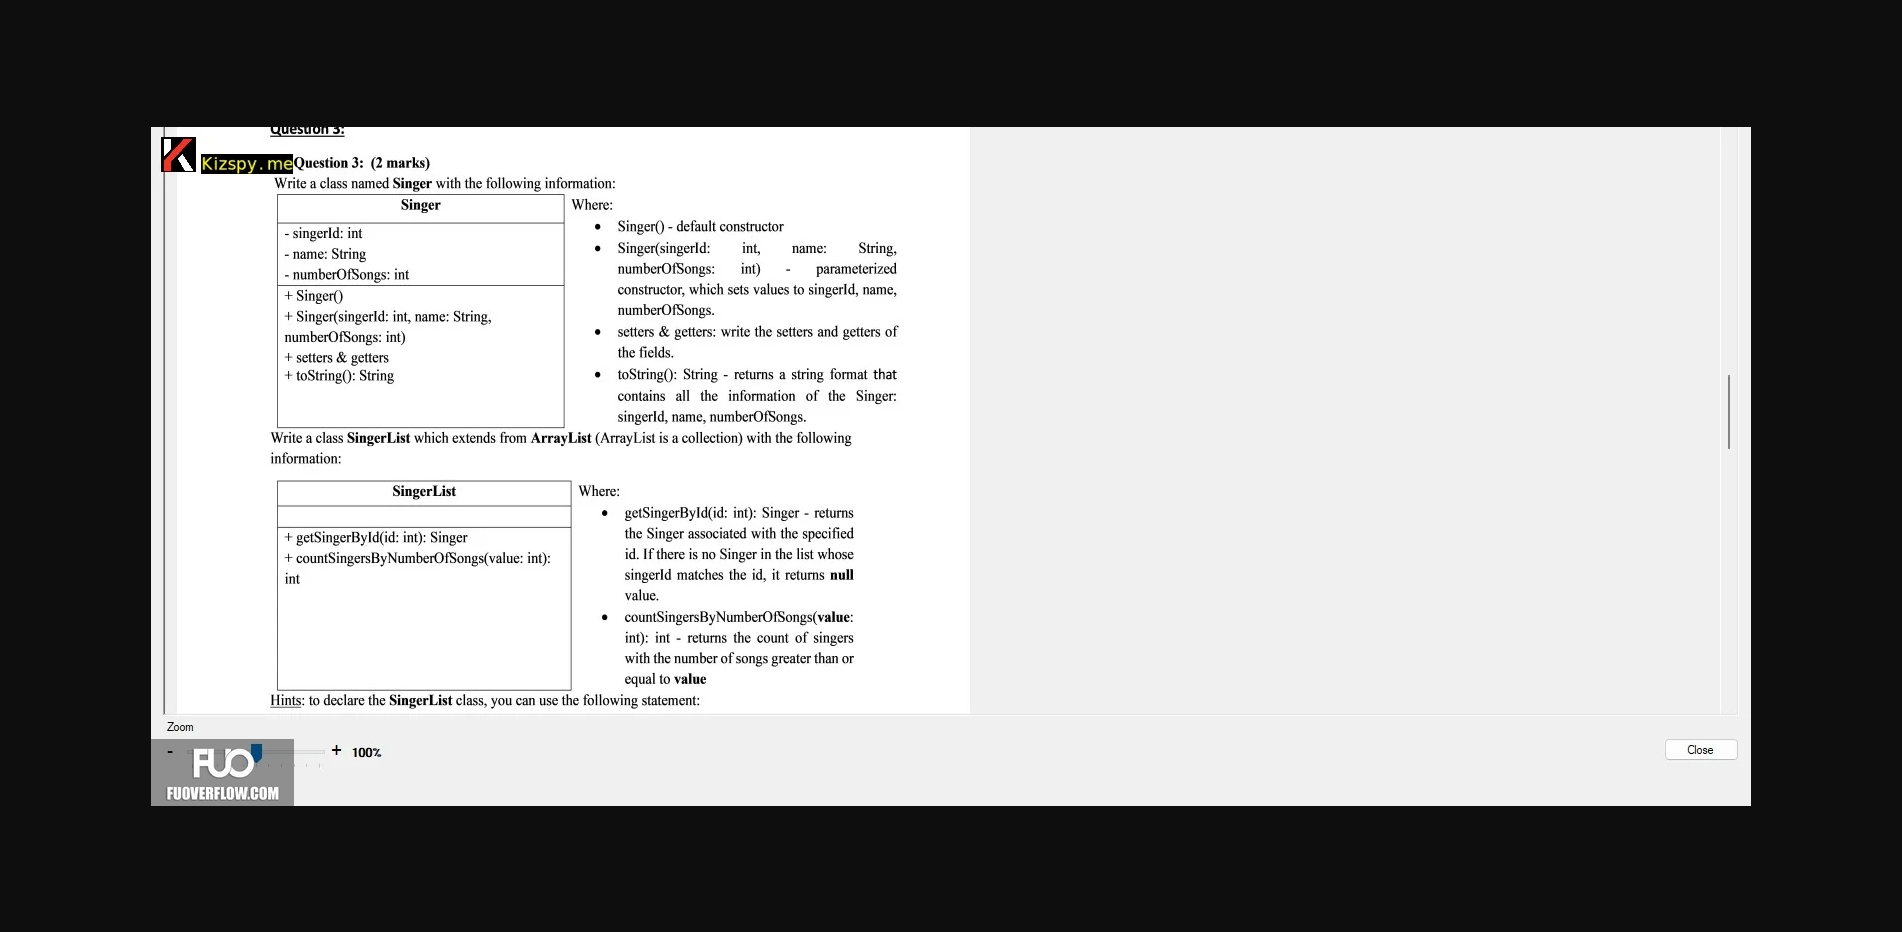 Question 3:
Kizspy.me
Question 3: (2 marks)
Write a class named Singer with the following information:
Singer
- singerId: int
- name: String
- numberOfSongs: int
+ Singer()
+ Singer(singerId: int, name: String,
numberOfSongs: int)
+ setters & getters
+ toString(): String
Where:
• Singer() - default constructor
• Singer(singerId: int, name: String,
numberOfSongs: int) - parameterized
constructor, which sets values to singerId, name,
numberOfSongs.
• setters & getters: write the setters and getters of
the fields.
• toString(): String - returns a string format that
contains all the information of the Singer:
singerId, name, numberOfSongs.
Write a class SingerList which extends from ArrayList (ArrayList is a collection) with the following
information:
SingerList
+ getSingerById(id: int): Singer
+ countSingersByNumberOfSongs(value: int):
int
Where:
• getSingerById(id: int): Singer - returns
the Singer associated with the specified
id. If there is no Singer in the list whose
singerId matches the id, it returns null
value.
• countSingersByNumberOfSongs(value:
int): int - returns the count of singers
with the number of songs greater than or
equal to value
Hints: to declare the SingerList class, you can use the following statement:
Zoom
- + 100%
Close
FUO
FUOVERFLOW.COM